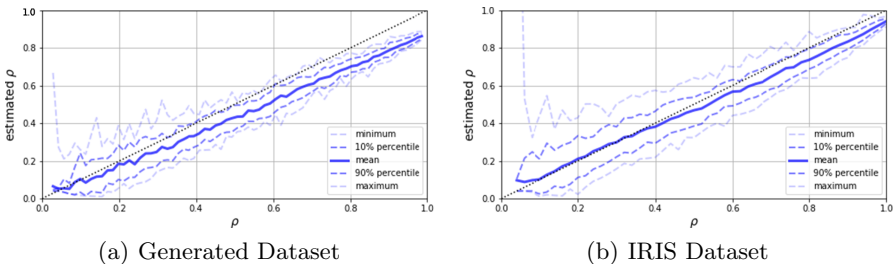 1.0
0.8
0.6
0.4
0.2
0.0
estimated ρ
0.0 0.2 0.4 0.6 0.8 1.0
ρ
minimum
10% percentile
mean
90% percentile
maximum
(a) Generated Dataset
1.0
0.8
0.6
0.4
0.2
0.0
estimated ρ
0.0 0.2 0.4 0.6 0.8 1.0
ρ
minimum
10% percentile
mean
90% percentile
maximum
(b) IRIS Dataset